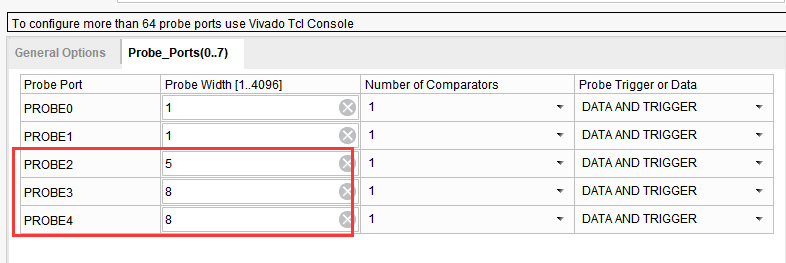 To configure more than 64 probe ports use Vivado Tcl Console
General Options Probe_Ports(0..7)
Probe Port Probe Width [1..4096] Number of Comparators Probe Trigger or Data
PROBE0 1 1 DATA AND TRIGGER
PROBE1 1 1 DATA AND TRIGGER
PROBE2 5 1 DATA AND TRIGGER
PROBE3 8 1 DATA AND TRIGGER
PROBE4 8 1 DATA AND TRIGGER